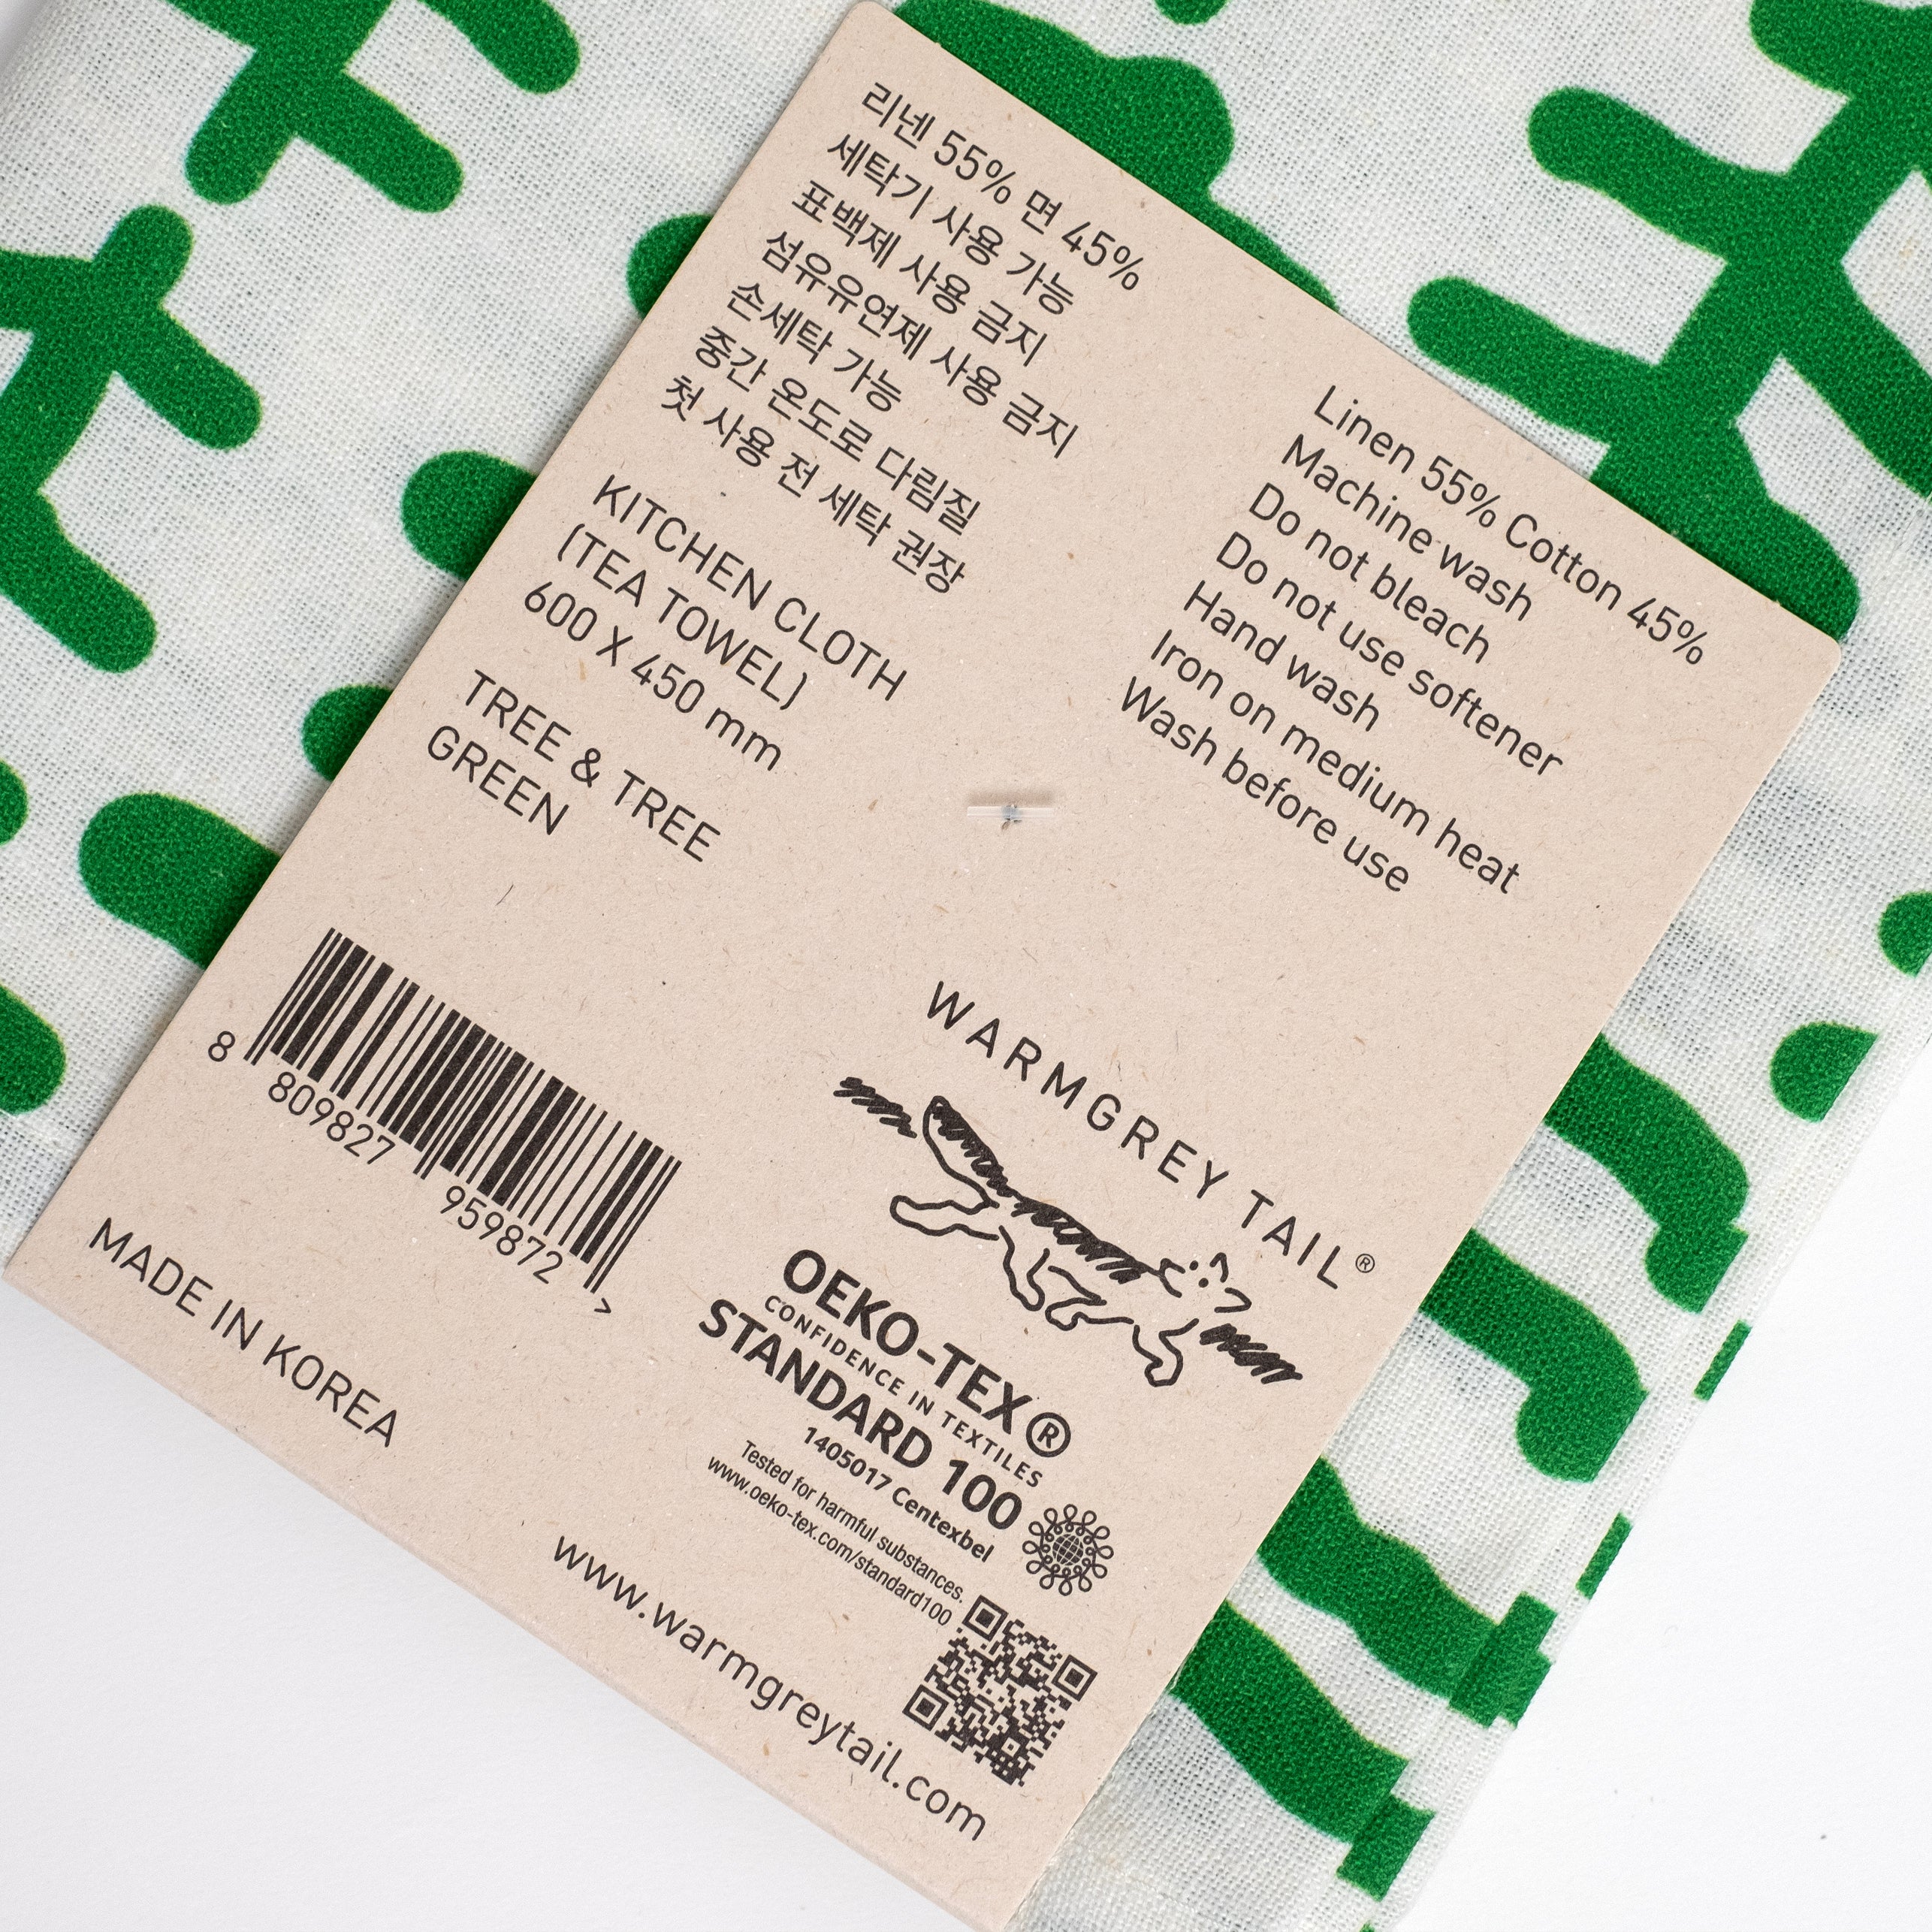 리넨 55% 면 45%
세탁기 사용 가능
표백제 사용 금지
섬유유연제 사용 금지
손세탁 가능
중간 온도로 다림질
첫 사용 전 세탁 권장
Linen 55% Cotton 45%
Machine wash
Do not bleach
Do not use softener
Hand wash
Iron on medium heat
Wash before use
KITCHEN CLOTH
(TEA TOWEL)
600 X 450 mm
TREE & TREE
GREEN
8 809827 959872 >
MADE IN KOREA
WARMGREY TAIL®
OEKO-TEX®
CONFIDENCE IN TEXTILES
STANDARD 100
1405017 Centexbel
Tested for harmful substances.
www.oeko-tex.com/standard100
www.warmgreytail.com